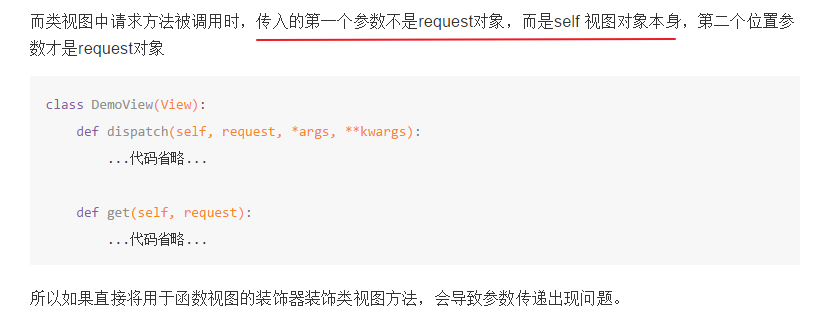 而类视图中请求方法被调用时，传入的第一个参数不是request对象，而是self 视图对象本身，第二个位置参
数才是request对象
class DemoView(View):
    def dispatch(self, request, *args, **kwargs):
        ...代码省略...
    def get(self, request):
        ...代码省略...
所以如果直接将用于函数视图的装饰器装饰类视图方法，会导致参数传递出现问题。